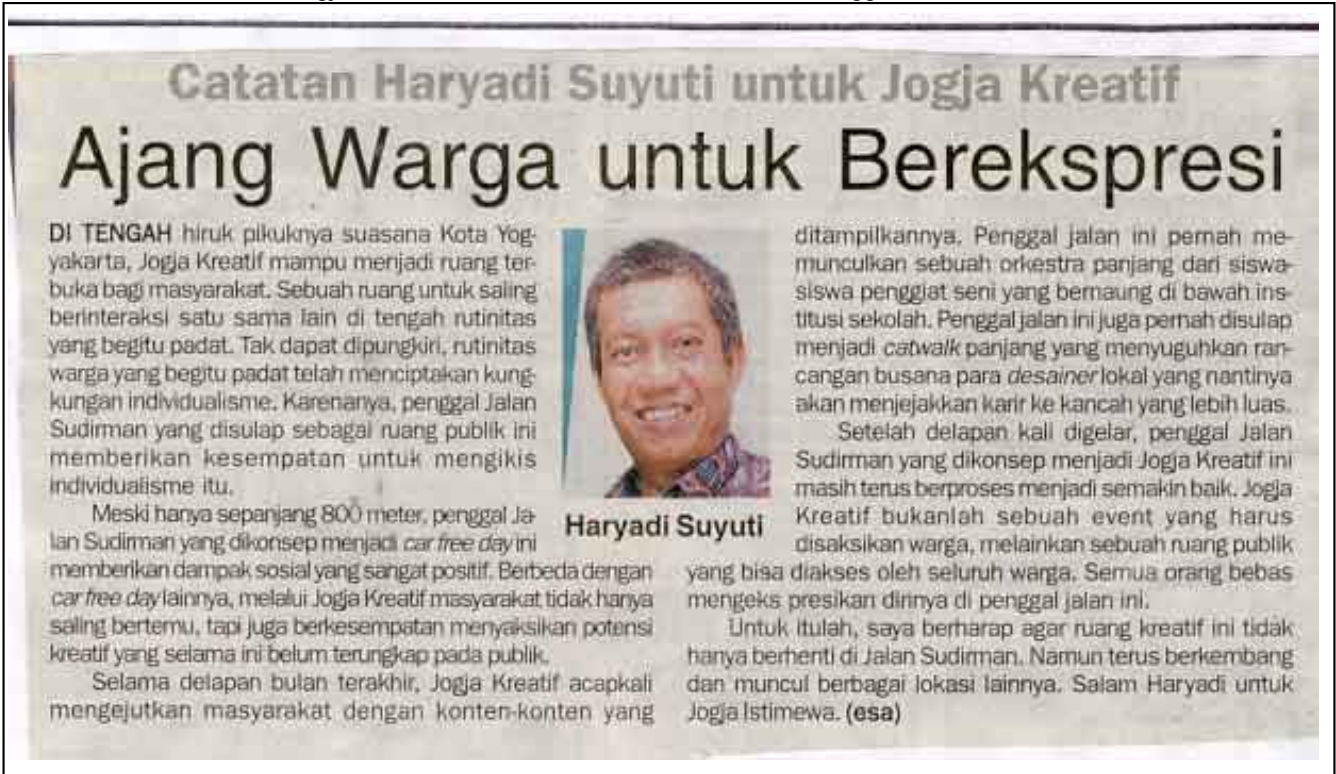 Catatan Haryadi Suyuti untuk Jogja Kreatif
Ajang Warga untuk Berekspresi
DI TENGAH hiruk pikuknya suasana Kota Yog-
yakarta, Jogja Kreatif mampu menjadi ruang ter-
buka bagi masyarakat. Sebuah ruang untuk saling
berinteraksi satu sama lain di tengah rutinitas
yang begitu padat. Tak dapat dipungkiri, rutinitas
warga yang begitu padat telah menciptakan kung-
kungan individualisme. Karenanya, penggal Jalan
Sudirman yang disulap sebagai ruang publik ini
memberikan kesempatan untuk mengikis
individualisme itu.
Meski hanya sepanjang 800 meter, penggal Ja-
lan Sudirman yang dikonsep menjadi car free day ini
memberikan dampak sosial yang sangat positif. Berbeda dengan
car free day lainnya, melalui Jogja Kreatif masyarakat tidak hanya
saling bertemu, tapi juga berkesempatan menyaksikan potensi
kreatif yang selama ini belum terungkap pada publik.
Selama delapan bulan terakhir, Jogja Kreatif acapkali
mengejutkan masyarakat dengan konten-konten yang
Haryadi Suyuti
ditampilkannya. Penggal jalan ini pernah me-
munculkan sebuah orkestra panjang dari siswa-
siswa penggiat seni yang bernaung di bawah ins-
titusi sekolah. Penggal jalan ini juga pernah disulap
menjadi catwalk panjang yang menyuguhkan ran-
cangan busana para desainer lokal yang nantinya
akan menjejakkan karir ke kancah yang lebih luas.
Setelah delapan kali digelar, penggal Jalan
Sudirman yang dikonsep menjadi Jogja Kreatif ini
masih terus berproses menjadi semakin baik. Jogja
Kreatif bukanlah sebuah event yang harus
disaksikan warga, melainkan sebuah ruang publik
yang bisa diakses oleh seluruh warga. Semua orang bebas
mengeks presikan dirinya di penggal jalan ini.
Untuk itulah, saya berharap agar ruang kreatif ini tidak
hanya berhenti di Jalan Sudirman. Namun terus berkembang
dan muncul berbagai lokasi lainnya. Salam Haryadi untuk
Jogja Istimewa. (esa)